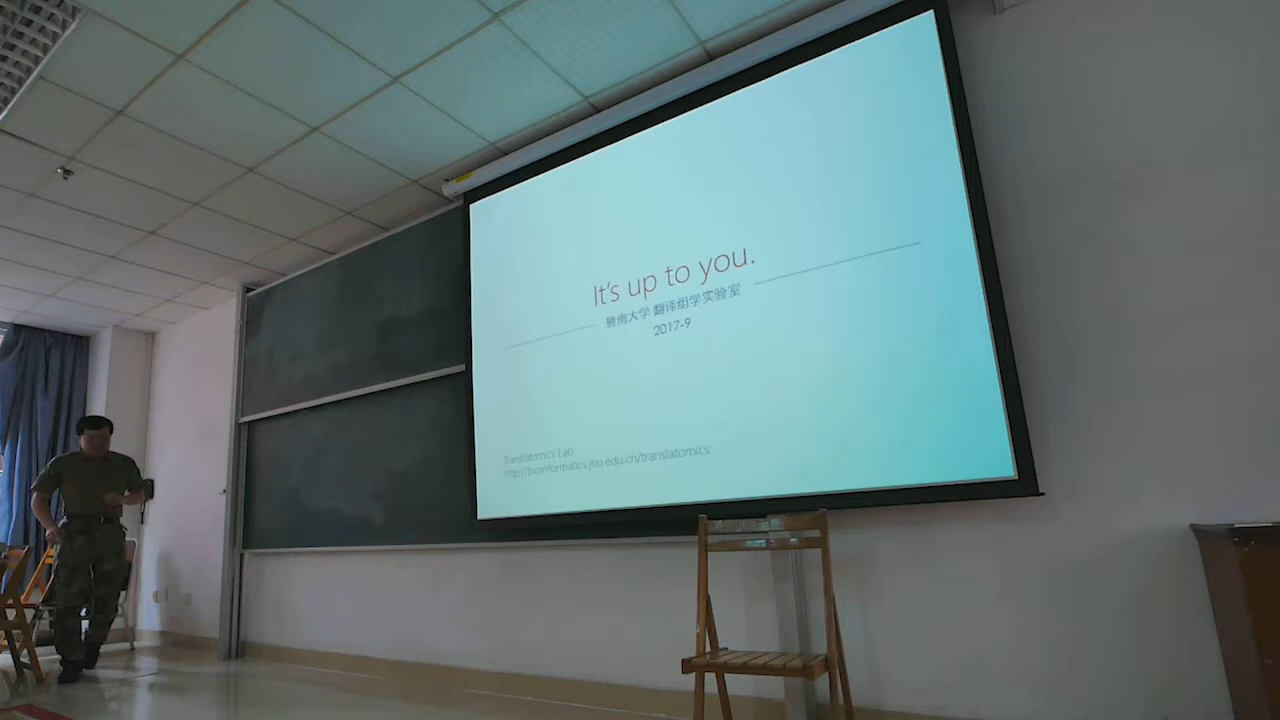 It's up to you.
暨南大学 翻译组学实验室
2017-9
Translatomics Lab
http://bioinformatics.jnu.edu.cn/translatomics